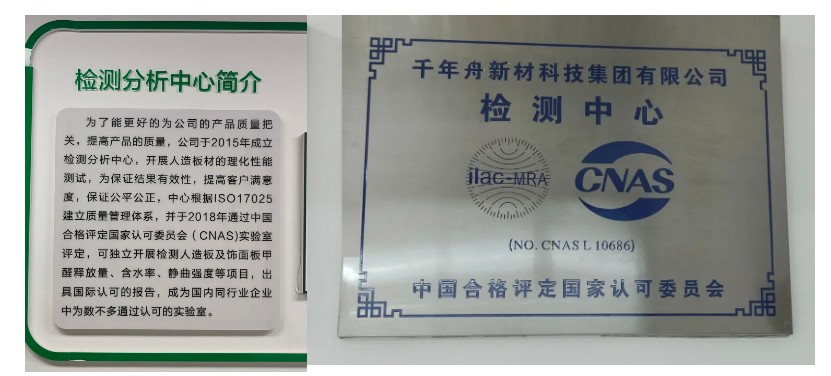 检测分析中心简介
为了能更好的为公司的产品质量把
关，提高产品的质量，公司于2015年成立
检测分析中心，开展人造板材的理化性能
测试，为保证结果有效性，提高客户满意
度，保证公平公正，中心根据ISO17025
建立质量管理体系，并于2018年通过中国
合格评定国家认可委员会（CNAS)实验室
评定，可独立开展检测人造板及饰面板甲
醛释放量、含水率、静曲强度等项目，出
具国际认可的报告，成为国内同行业企业
中为数不多通过认可的实验室。
千年舟新材科技集团有限公司
检测中心
ilac-MRA
CNAS
(NO. CNAS L 10686)
中国合格评定国家认可委员会